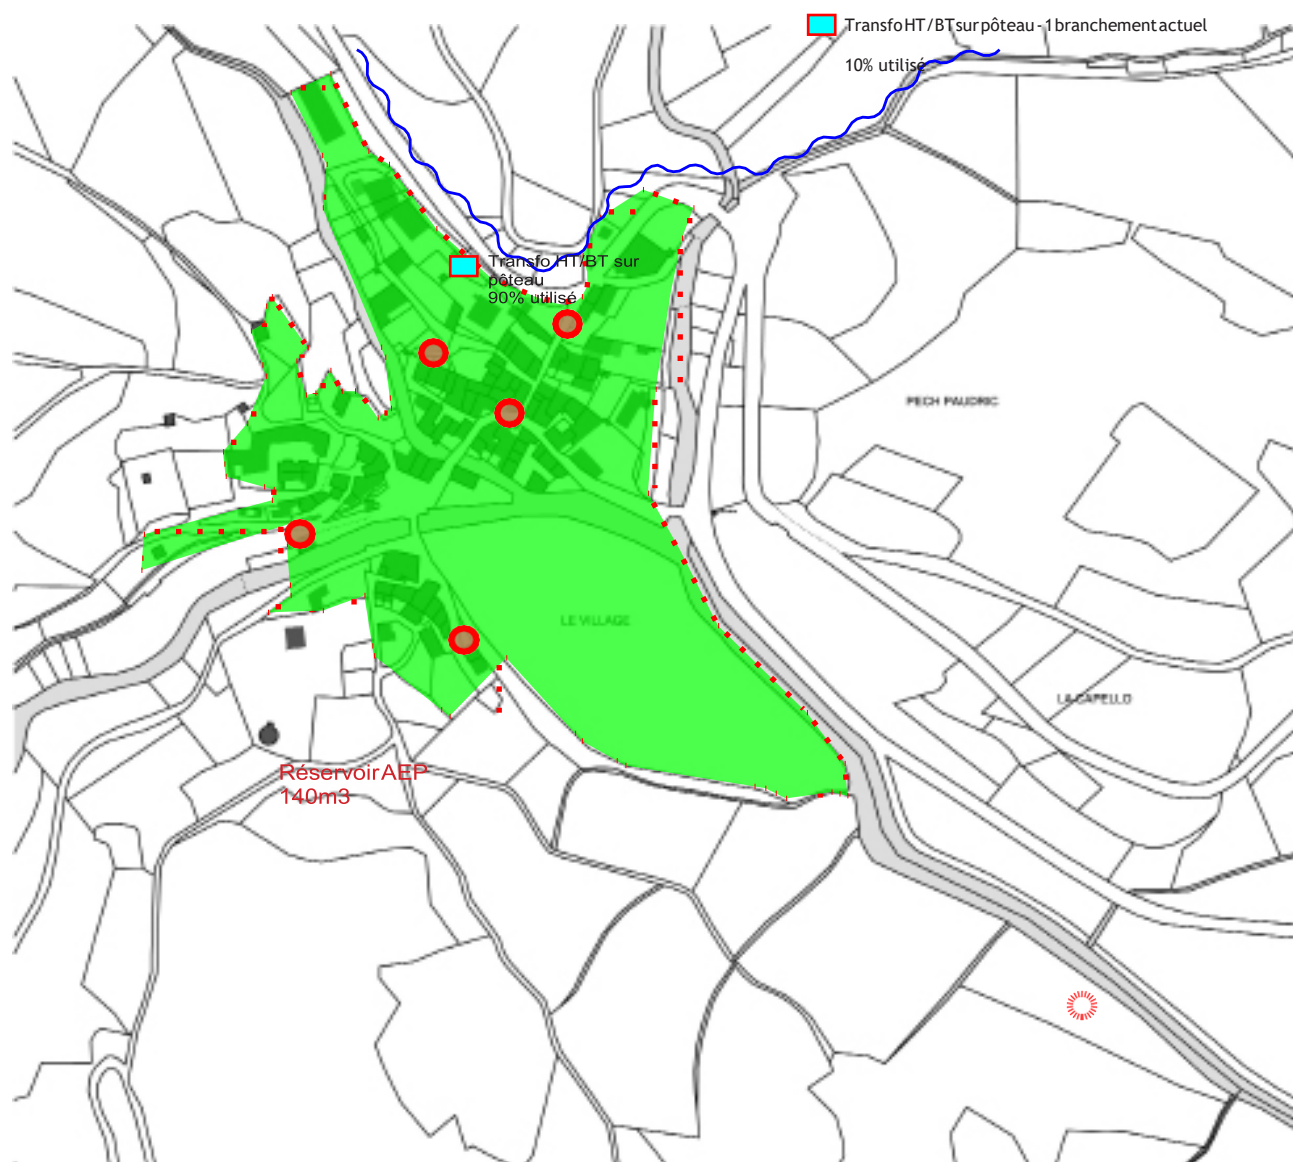 Transfo HT / BT sur pôteau - 1 branchement actuel
10% utilisé
Transfo HT/BT sur
pôteau
90% utilisé
PECH PAUDRIC
LE VILLAGE
LA CAPELLO
Réservoir AEP
140m3